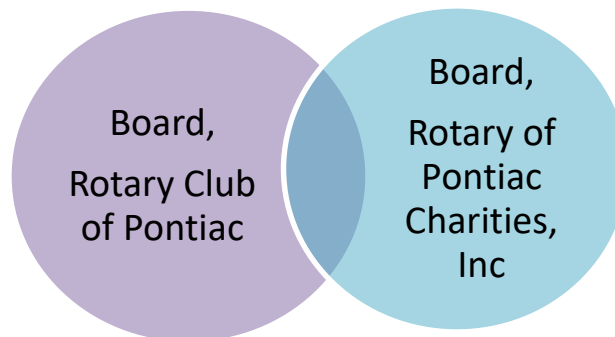 Board,
Rotary Club
of Pontiac
Board,
Rotary of
Pontiac
Charities,
Inc